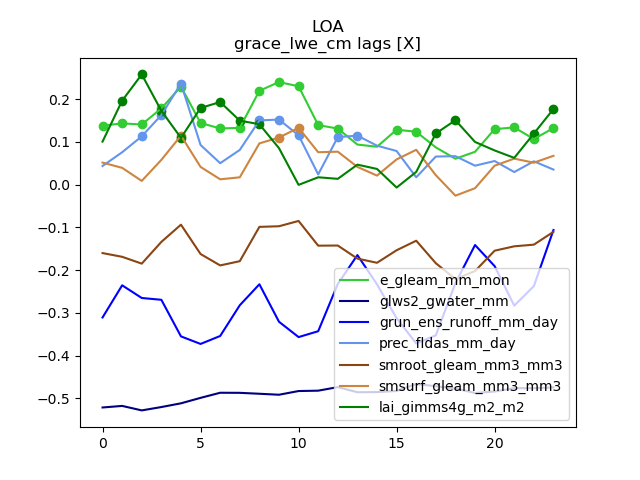 LOA
grace_lwe_cm lags [X]
0.2
0.1
0.0
−0.1
−0.2
−0.3
−0.4
−0.5
0
5
10
15
20
e_gleam_mm_mon
glws2_gwater_mm
grun_ens_runoff_mm_day
prec_fldas_mm_day
smroot_gleam_mm3_mm3
smsurf_gleam_mm3_mm3
lai_gimms4g_m2_m2